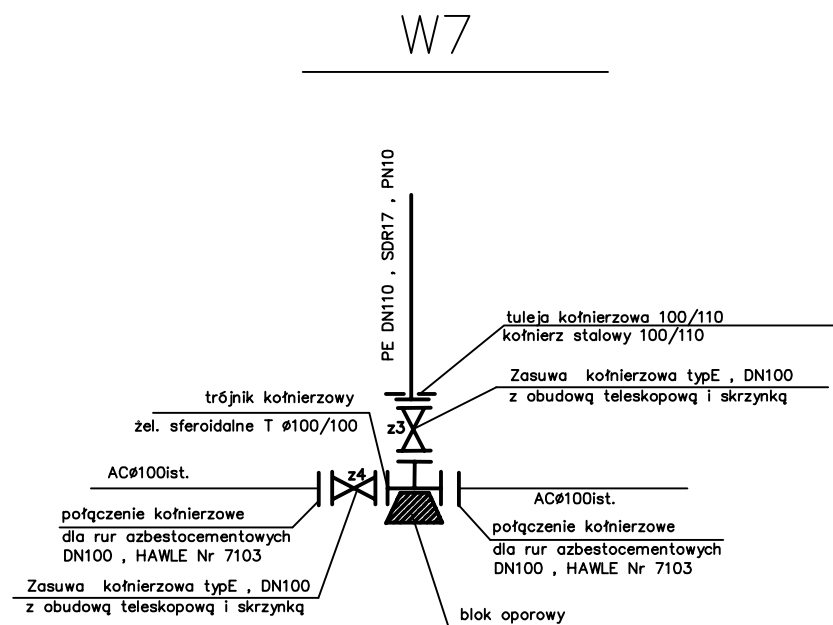 W7
PE DN110 , SDR17 , PN10
tuleja kołnierzowa 100/110
kołnierz stalowy 100/110
Zasuwa kołnierzowa typE , DN100
z obudową teleskopową i skrzynką
trójnik kołnierzowy
żel. sferoidalne T ø100/100
z3
z4
ACø100ist.
ACø100ist.
połączenie kołnierzowe
dla rur azbestocementowych
DN100 , HAWLE Nr 7103
połączenie kołnierzowe
dla rur azbestocementowych
DN100 , HAWLE Nr 7103
Zasuwa kołnierzowa typE , DN100
z obudową teleskopową i skrzynką
blok oporowy